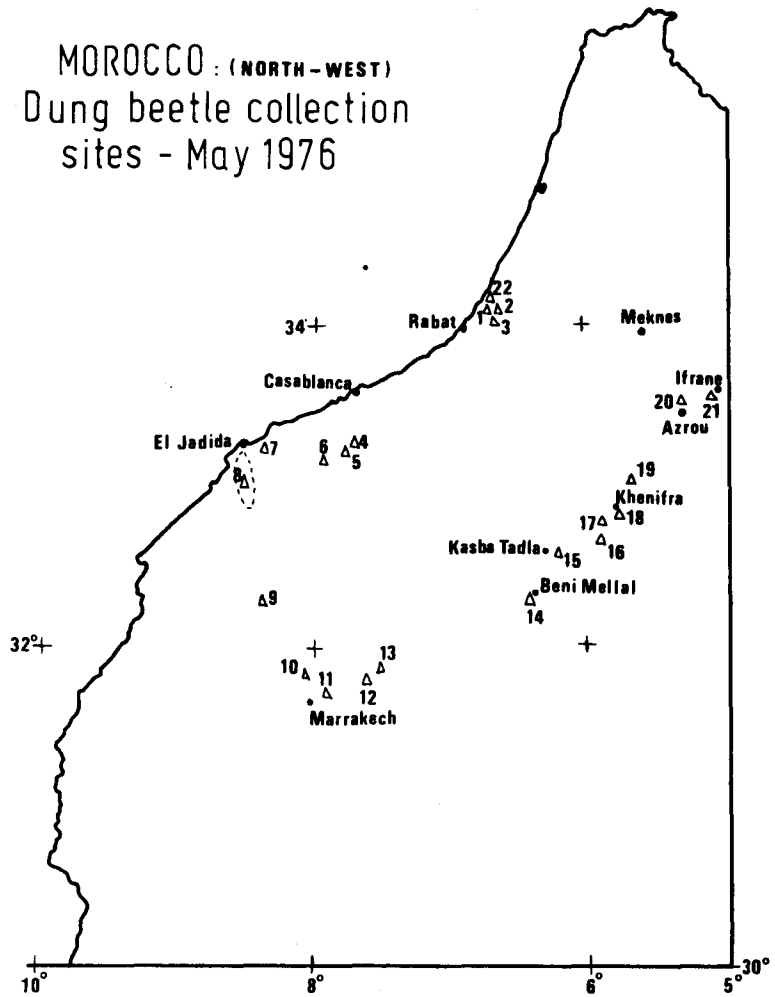 MOROCCO : (NORTH-WEST)
Dung beetle collection
sites - May 1976
22
1
2
3
34
Rabat
Meknes
Casablanca
Ifrane
20
21
Azrou
El Jadida
7
6
4
5
8
19
Khenifra
17
18
16
Kasba Tadla
15
Beni Mellal
14
9
32°
10
11
13
12
Marrakech
30°
10°
8°
6°
5°